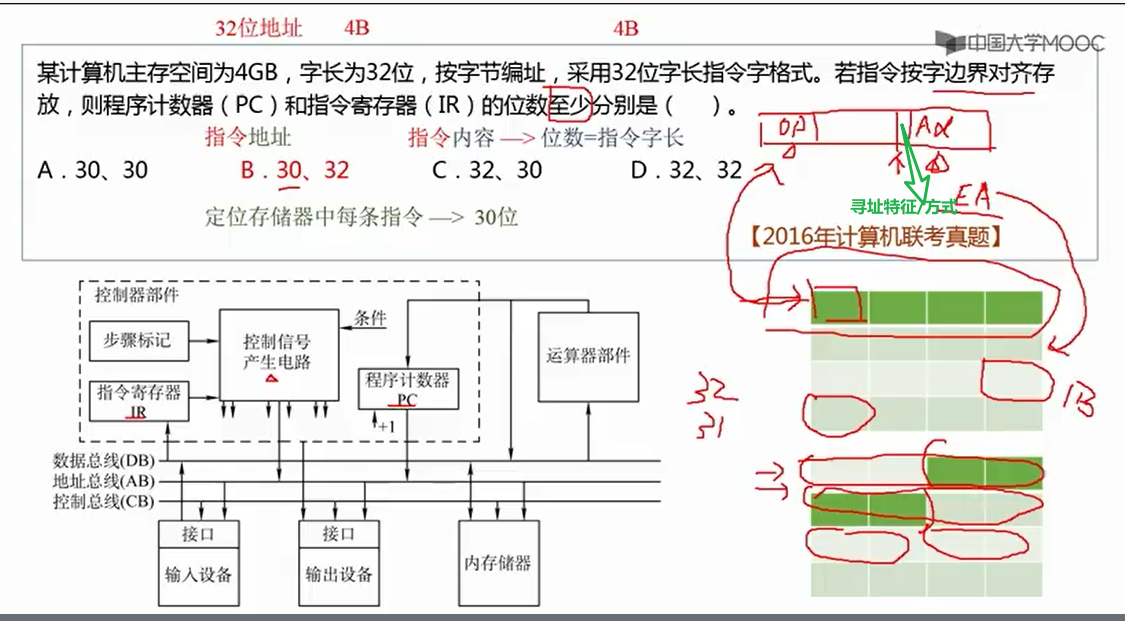 32位地址 4B 4B
中国大学MOOC
某计算机主存空间为4GB，字长为32位，按字节编址，采用32位字长指令字格式。若指令按字边界对齐存
放，则程序计数器（PC）和指令寄存器（IR）的位数至少分别是（ ）。
OP A
指令地址 指令内容 —> 位数=指令字长
A．30、30 B．30、32 C．32、30 D．32、32
EA
寻址特征/方式
定位存储器中每条指令 —> 30位
【2016年计算机联考真题】
控制器部件
步骤标记
控制信号
产生电路
条件
运算器部件
指令寄存器
IR
程序计数器
PC
+1
32
31
1B
数据总线(DB)
地址总线(AB)
控制总线(CB)
接口 接口
输入设备 输出设备 内存储器